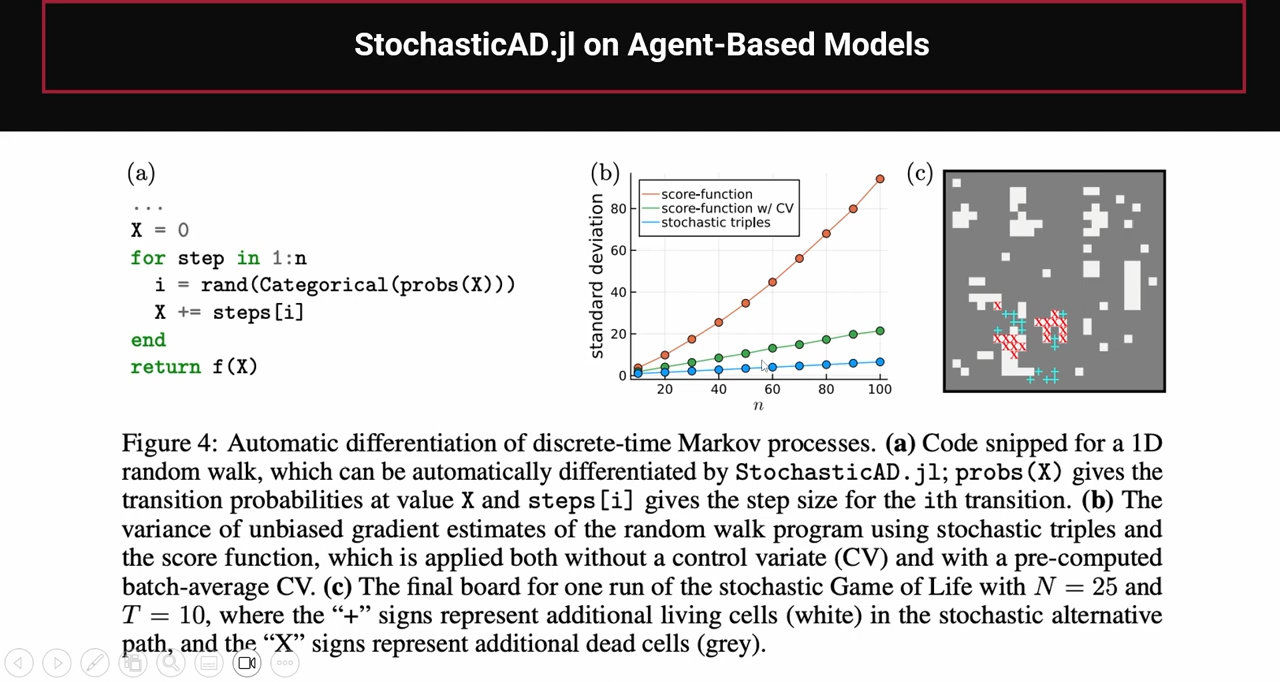 StochasticAD.jl on Agent-Based Models
(a)
...
X = 0
for step in 1:n
i = rand(Categorical(probs(X)))
X += steps[i]
end
return f(X)
(b)
standard deviation
80
60
40
20
0
score-function
score-function w/ CV
stochastic triples
20 40 60 80 100
n
(c)
Figure 4: Automatic differentiation of discrete-time Markov processes. (a) Code snipped for a 1D
random walk, which can be automatically differentiated by StochasticAD.jl; probs(X) gives the
transition probabilities at value X and steps[i] gives the step size for the ith transition. (b) The
variance of unbiased gradient estimates of the random walk program using stochastic triples and
the score function, which is applied both without a control variate (CV) and with a pre-computed
batch-average CV. (c) The final board for one run of the stochastic Game of Life with N = 25 and
T = 10, where the “+” signs represent additional living cells (white) in the stochastic alternative
path, and the “X” signs represent additional dead cells (grey).